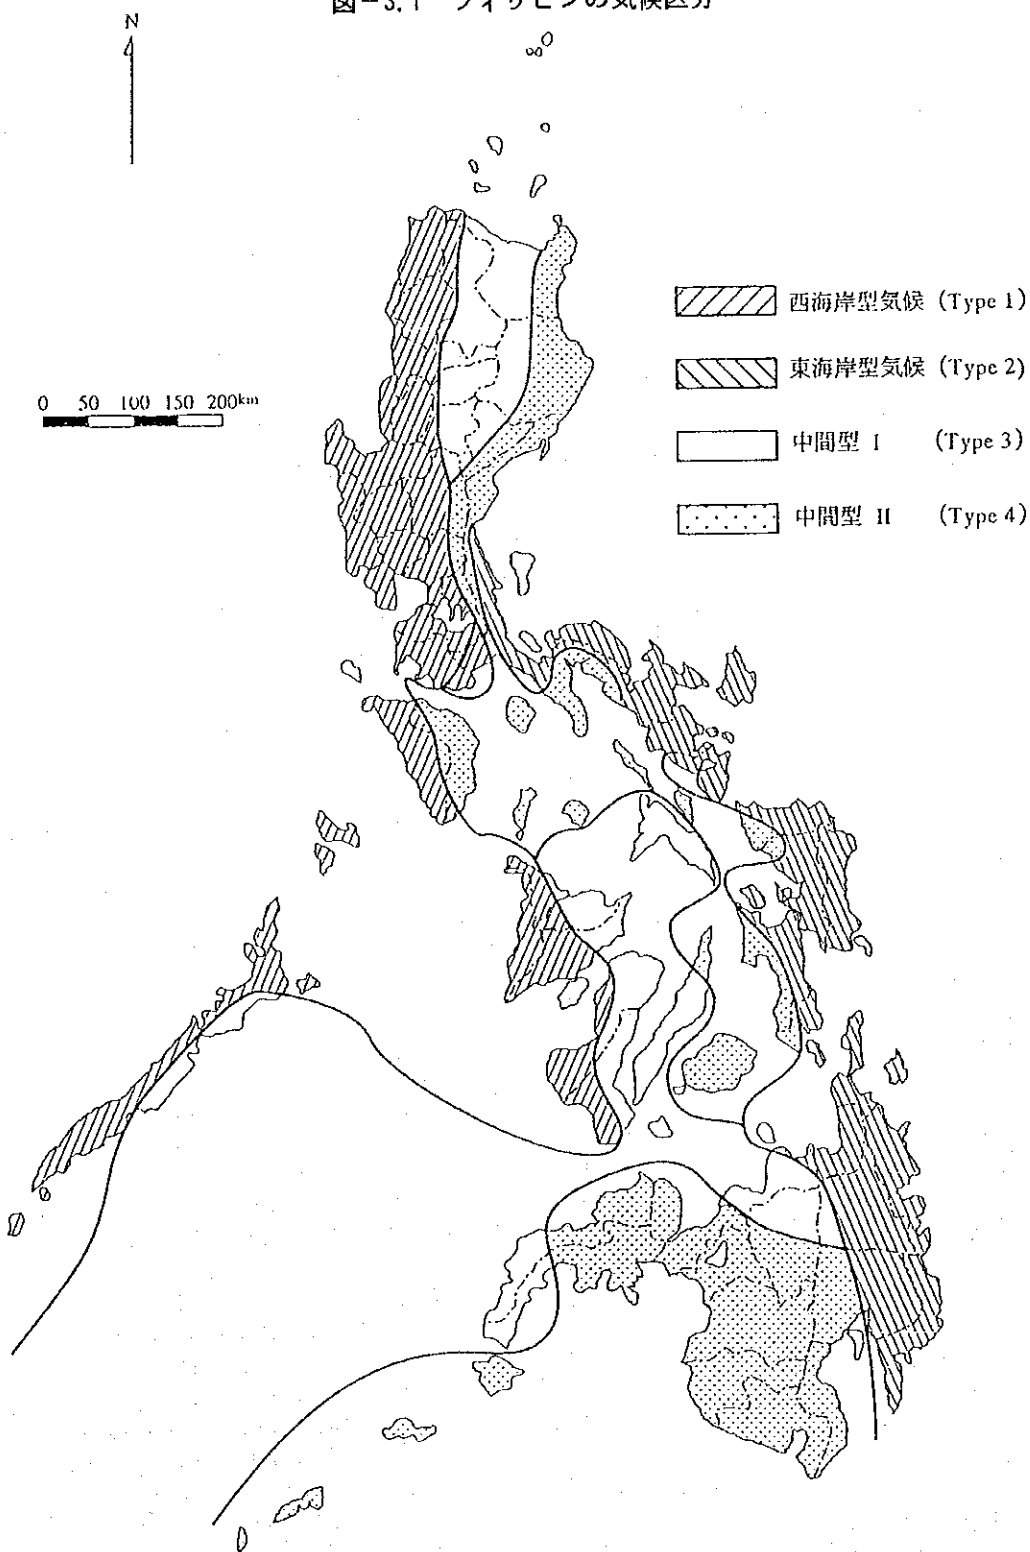 図-3.1 フィリピンの気候区分
N
西海岸型気候 (Type 1)
東海岸型気候 (Type 2)
0 50 100 150 200km
中間型 I (Type 3)
中間型 II (Type 4)